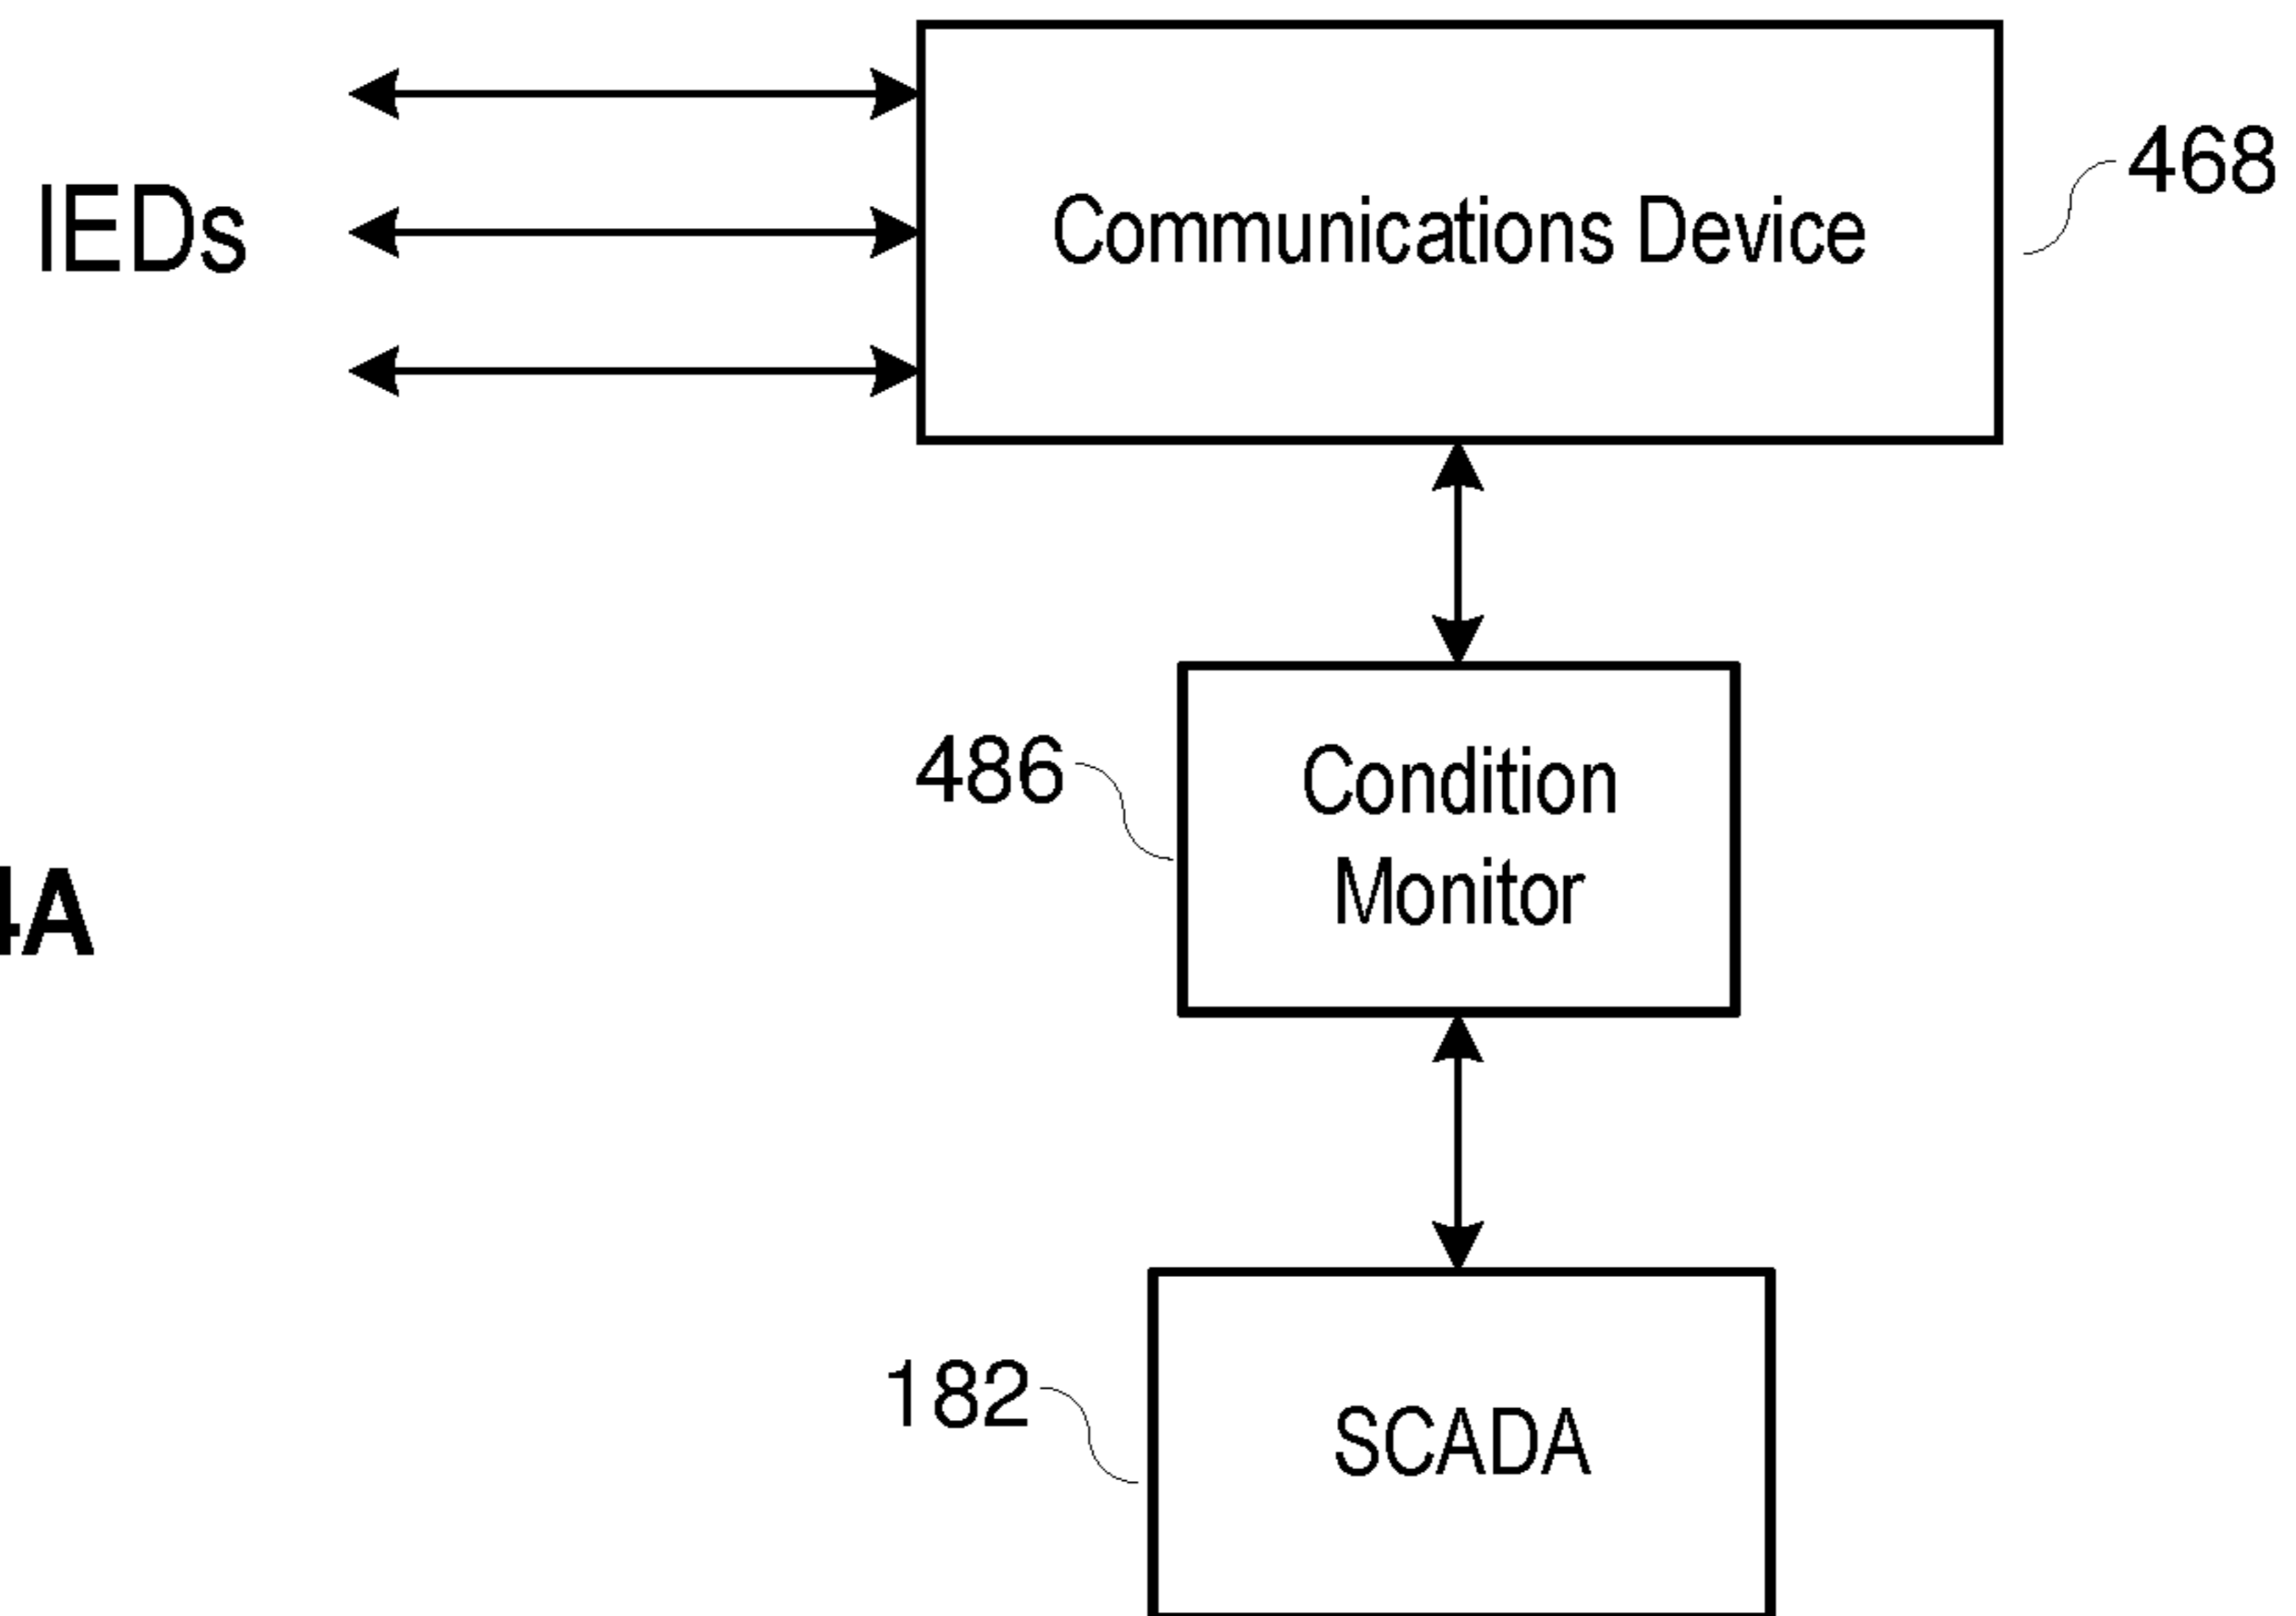 468
IEDs
Communications Device
486
Condition
Monitor
4A
182
SCADA